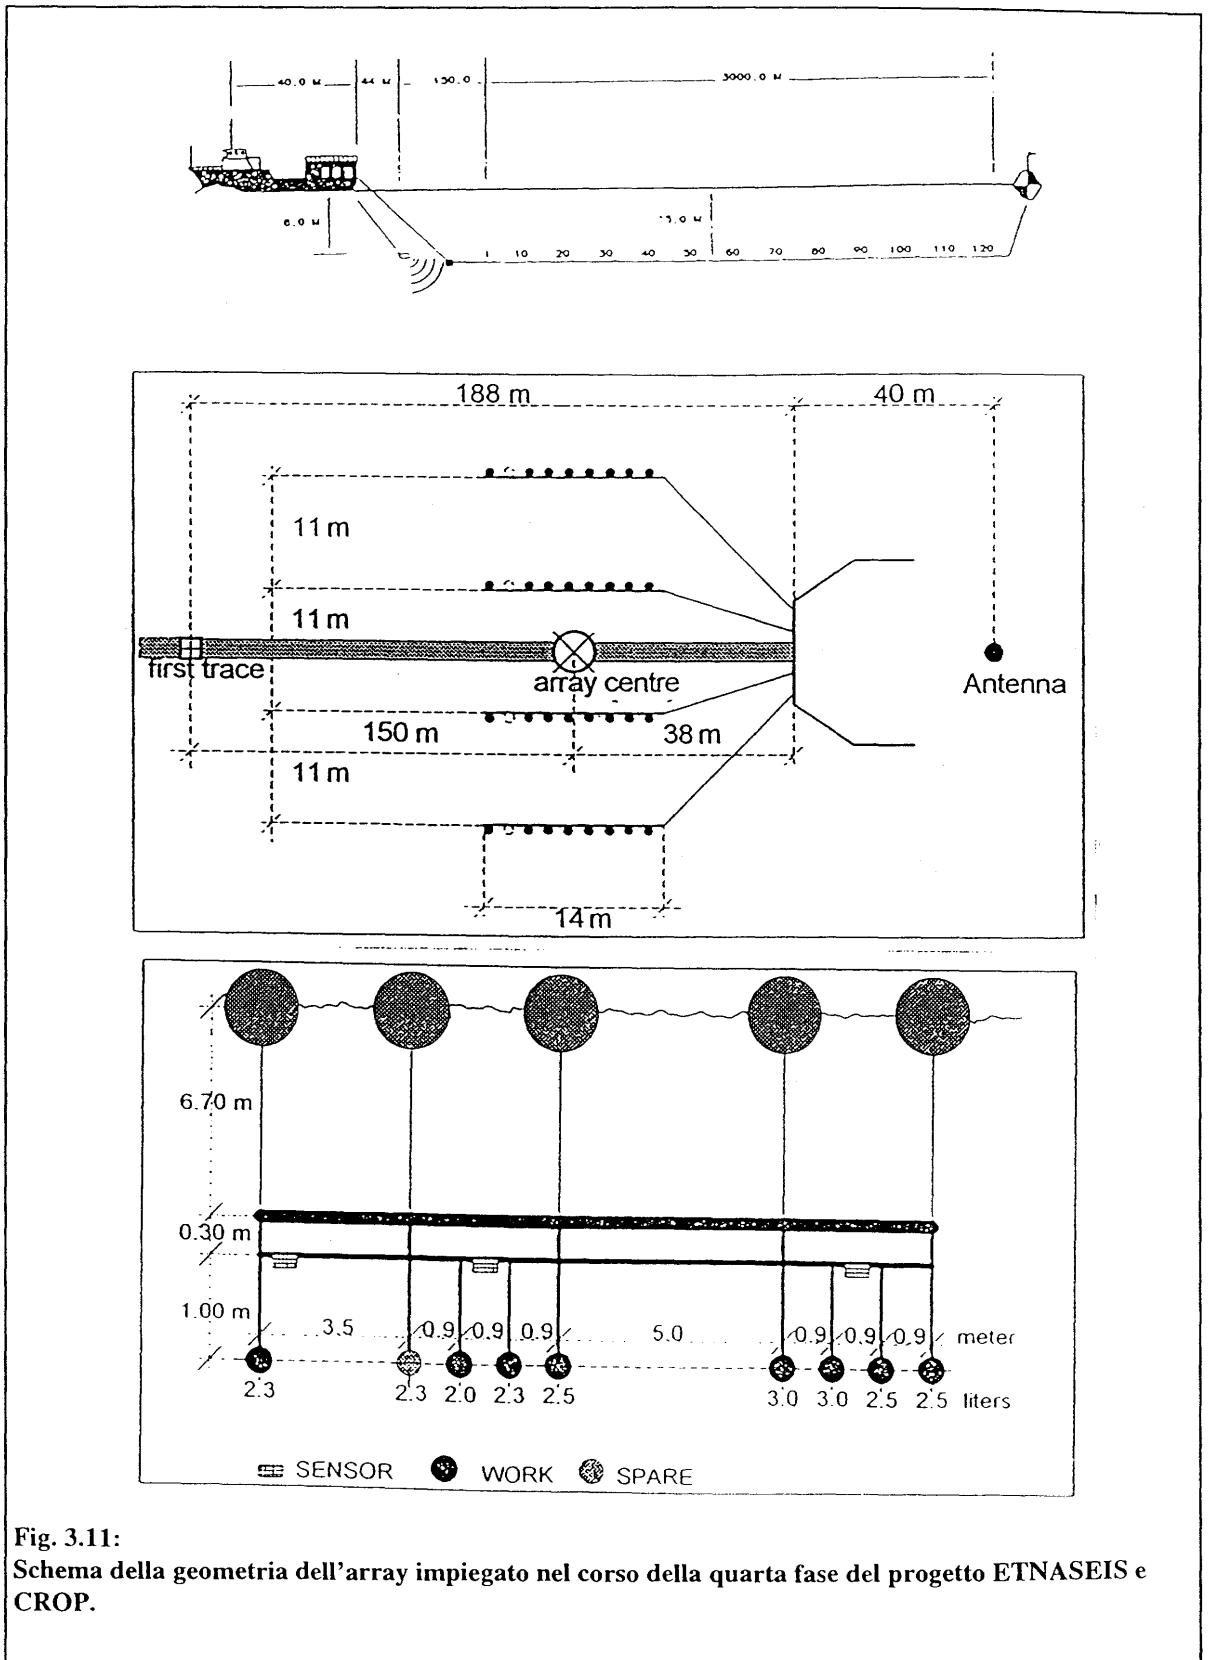 40.0 M 44 M 150.0 3000.0 M
6.0 M
1 10 20 30 40 50 60 70 80 90 100 110 120
188 m 40 m
11 m
11 m
first trace array centre Antenna
150 m 38 m
11 m
14 m
6.70 m
0.30 m
1.00 m
3.5 0.9 0.9 0.9 5.0 0.9 0.9 0.9 meter
2.3 2.3 2.0 2.3 2.5 3.0 3.0 2.5 2.5 liters
SENSOR WORK SPARE
Fig. 3.11:
Schema della geometria dell'array impiegato nel corso della quarta fase del progetto ETNASEIS e
CROP.